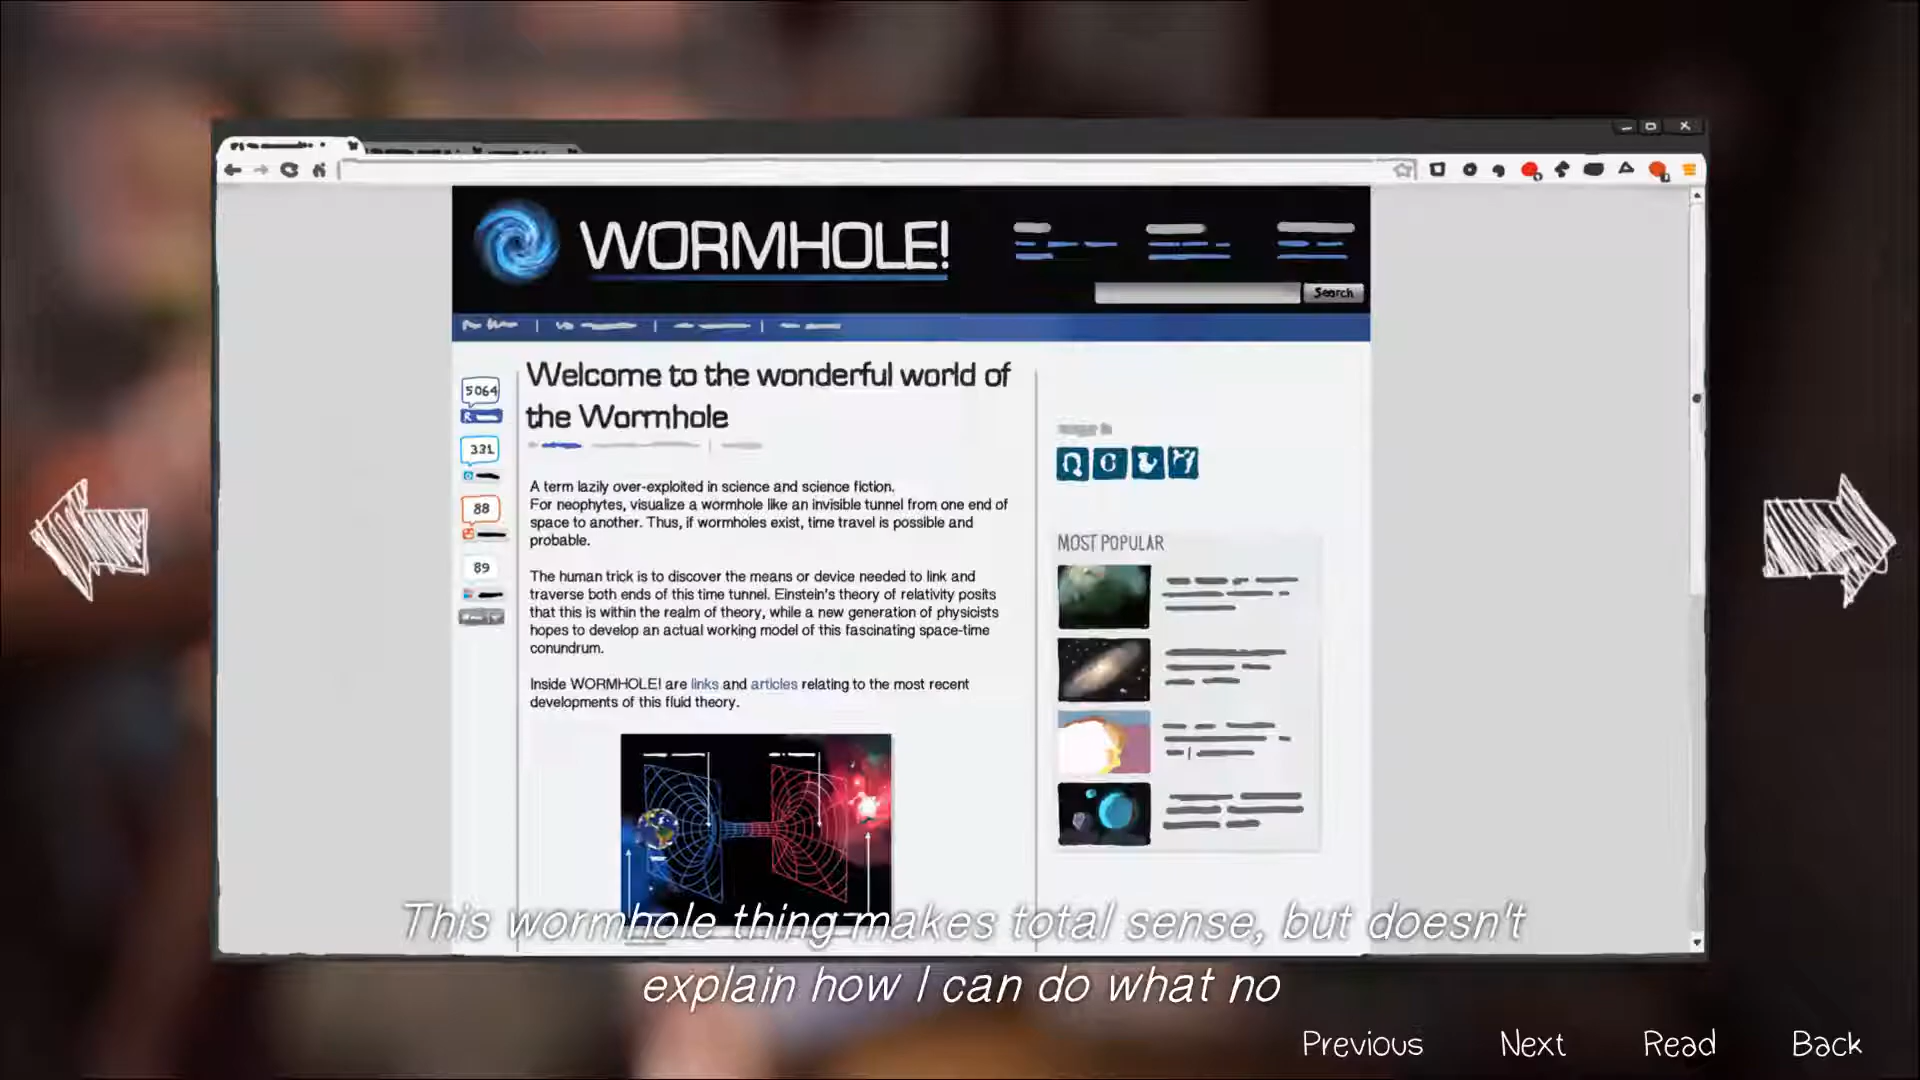 WORMHOLE!
Search
5064
331
88
89
Welcome to the wonderful world of
the Wormhole
A term lazily over-exploited in science and science fiction.
For neophytes, visualize a wormhole like an invisible tunnel from one end of
space to another. Thus, if wormholes exist, time travel is possible and
probable.
The human trick is to discover the means or device needed to link and
traverse both ends of this time tunnel. Einstein's theory of relativity posits
that this is within the realm of theory, while a new generation of physicists
hopes to develop an actual working model of this fascinating space-time
conundrum.
Inside WORMHOLE! are links and articles relating to the most recent
developments of this fluid theory.
MOST POPULAR
This wormhole thing makes total sense, but doesn't
explain how I can do what no
Previous
Next
Read
Back